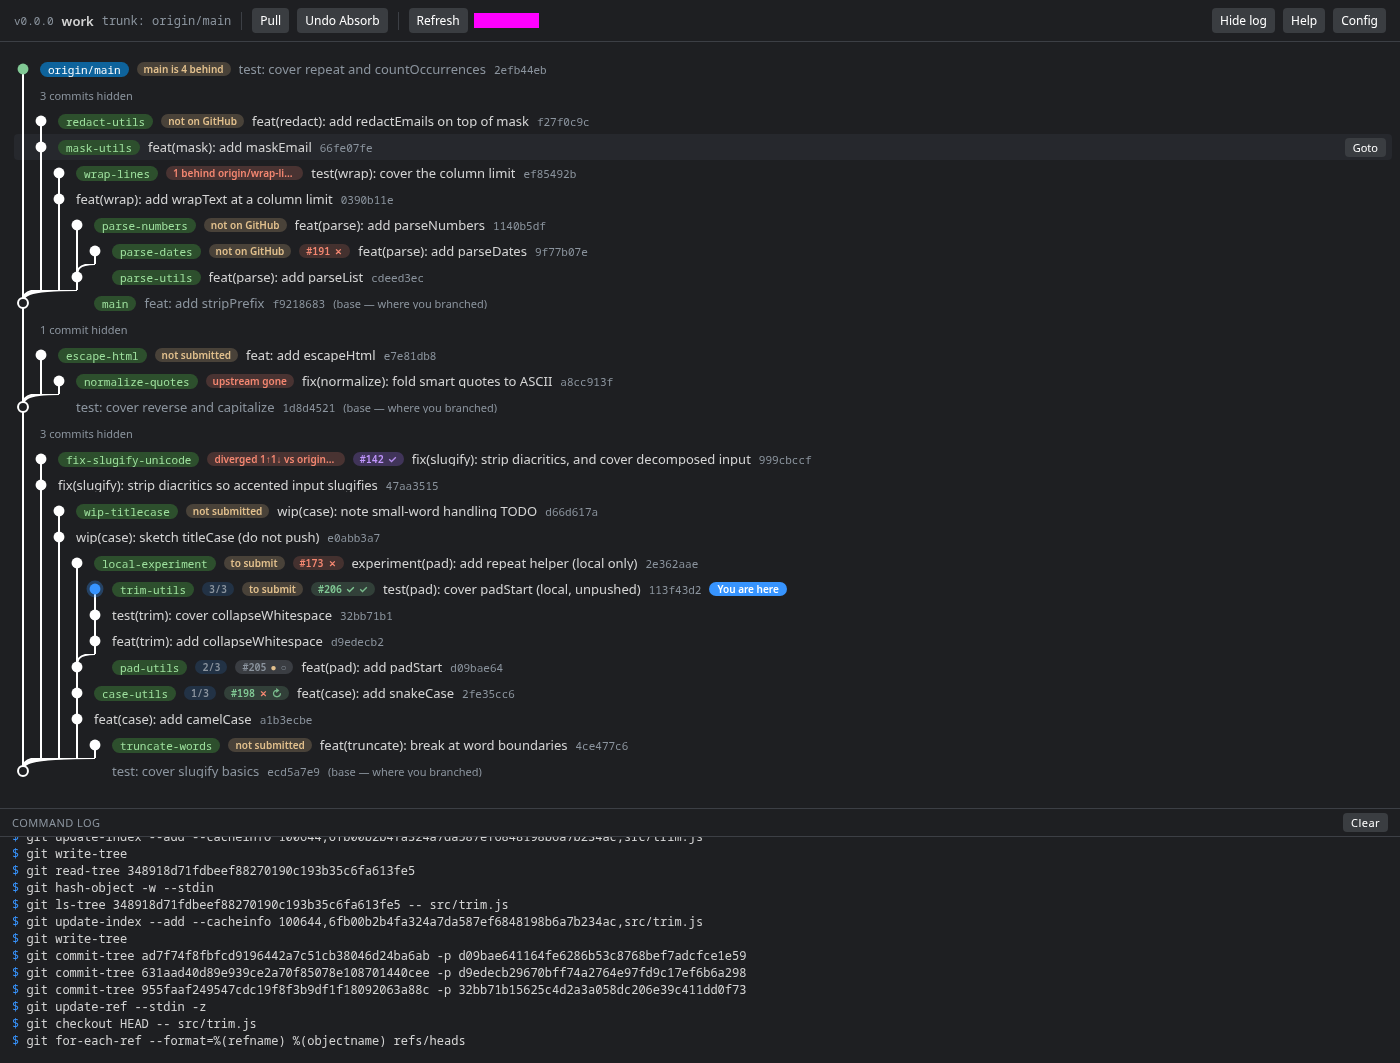 v0.0.0 work trunk: origin/main Pull Undo Absorb Refresh Hide log Help Config
origin/main main is 4 behind test: cover repeat and countOccurrences 2efb44eb
3 commits hidden
redact-utils not on GitHub feat(redact): add redactEmails on top of mask f27f0c9c
mask-utils feat(mask): add maskEmail 66fe07fe Goto
wrap-lines 1 behind origin/wrap-li... test(wrap): cover the column limit ef85492b
feat(wrap): add wrapText at a column limit 0390b11e
parse-numbers not on GitHub feat(parse): add parseNumbers 1140b5df
parse-dates not on GitHub #191 × feat(parse): add parseDates 9f77b07e
parse-utils feat(parse): add parseList cdeed3ec
main feat: add stripPrefix f9218683 (base — where you branched)
1 commit hidden
escape-html not submitted feat: add escapeHtml e7e81db8
normalize-quotes upstream gone fix(normalize): fold smart quotes to ASCII a8cc913f
test: cover reverse and capitalize 1d8d4521 (base — where you branched)
3 commits hidden
fix-slugify-unicode diverged 1↑1↓ vs origin... #142 ✓ fix(slugify): strip diacritics, and cover decomposed input 999cbccf
fix(slugify): strip diacritics so accented input slugifies 47aa3515
wip-titlecase not submitted wip(case): note small-word handling TODO d66d617a
wip(case): sketch titleCase (do not push) e0abb3a7
local-experiment to submit #173 × experiment(pad): add repeat helper (local only) 2e362aae
trim-utils 3/3 to submit #206 ✓ ✓ test(pad): cover padStart (local, unpushed) 113f43d2 You are here
test(trim): cover collapseWhitespace 32bb71b1
feat(trim): add collapseWhitespace d9edecb2
pad-utils 2/3 #205 ● ○ feat(pad): add padStart d09bae64
case-utils 1/3 #198 × ↻ feat(case): add snakeCase 2fe35cc6
feat(case): add camelCase a1b3ecbe
truncate-words not submitted feat(truncate): break at word boundaries 4ce477c6
test: cover slugify basics ecd5a7e9 (base — where you branched)
COMMAND LOG Clear
$ git update-index --add --cacheinfo 100644,6fb00b2b4fa324a7da587ef6848198b6a7b234ac,src/trim.js
$ git write-tree
$ git read-tree 348918d71fdbeef88270190c193b35c6fa613fe5
$ git hash-object -w --stdin
$ git ls-tree 348918d71fdbeef88270190c193b35c6fa613fe5 -- src/trim.js
$ git update-index --add --cacheinfo 100644,6fb00b2b4fa324a7da587ef6848198b6a7b234ac,src/trim.js
$ git write-tree
$ git commit-tree ad7f74f8fbfcd9196442a7c51cb38046d24ba6ab -p d09bae641164fe6286b53c8768bef7adcfce1e59
$ git commit-tree 631aad40d89e939ce2a70f85078e108701440cee -p d9edecb29670bff74a2764e97fd9c17ef6b6a298
$ git commit-tree 955faaf249547cdc19f8f3b9df1f18092063a88c -p 32bb71b15625c4d2a3a058dc206e39c411dd0f73
$ git update-ref --stdin -z
$ git checkout HEAD -- src/trim.js
$ git for-each-ref --format=%(refname) %(objectname) refs/heads